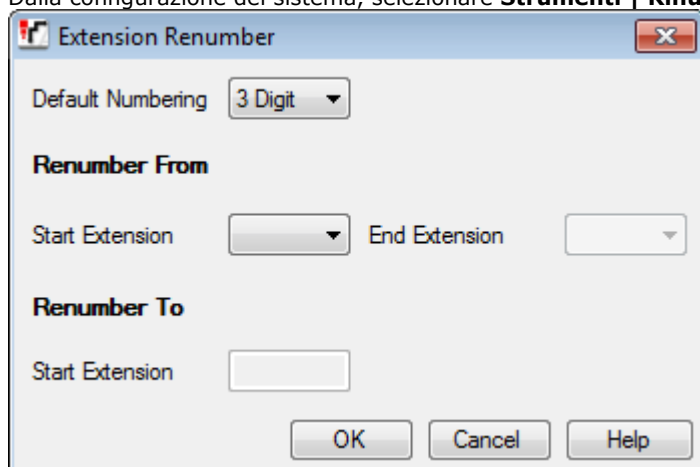 Dalla configurazione del sistema, selezionare Strumenti |
Extension Renumber
Default Numbering 3 Digit
Renumber From
Start Extension End Extension
Renumber To
Start Extension
OK Cancel Help